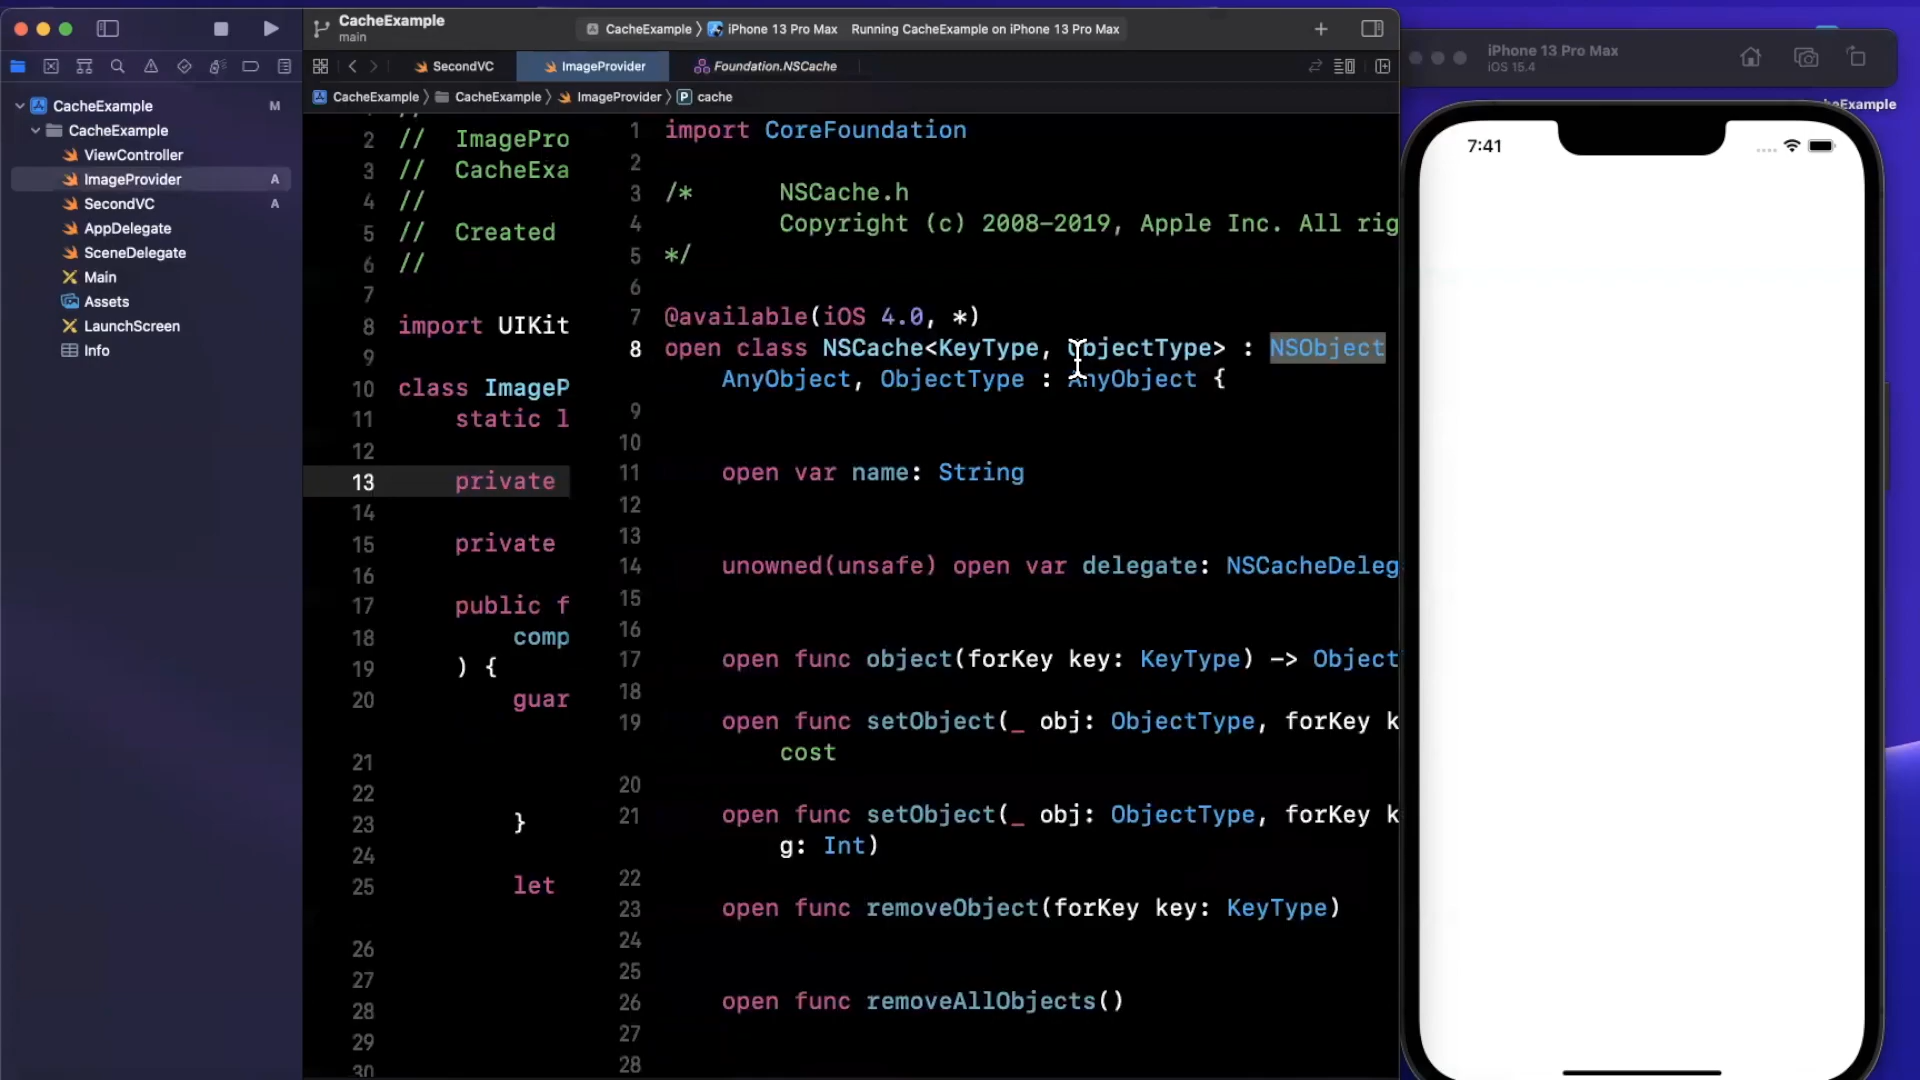 CacheExample
main
CacheExample
iPhone 13 Pro Max
Running CacheExample on iPhone 13 Pro Max
SecondVC
ImageProvider
Foundation.NSCache
CacheExample
CacheExample
ImageProvider
P cache
CacheExample M
CacheExample
ViewController
ImageProvider A
SecondVC A
AppDelegate
SceneDelegate
Main
Assets
LaunchScreen
Info
2 // ImagePro
3 // CacheExa
4 //
5 // Created
6 //
7
8 import UIKit
9
10 class ImageP
11 static l
12
13 private
14
15 private
16
17 public f
18 comp
19 ) {
20 guar
21
22
23 }
24
25 let
26
27
28
29
30
1 import CoreFoundation
2
3 /* NSCache.h
4 Copyright (c) 2008-2019, Apple Inc. All rig
5 */
6
7 @available(iOS 4.0, *)
8 open class NSCache<KeyType, ObjectType> : NSObject
AnyObject, ObjectType : AnyObject {
9
10
11 open var name: String
12
13
14 unowned(unsafe) open var delegate: NSCacheDeleg
15
16
17 open func object(forKey key: KeyType) -> Object
18
19 open func setObject(_ obj: ObjectType, forKey k
cost
20
21 open func setObject(_ obj: ObjectType, forKey k
g: Int)
22
23 open func removeObject(forKey key: KeyType)
24
25
26 open func removeAllObjects()
27
28
iPhone 13 Pro Max
iOS 15.4
heExample
7:41